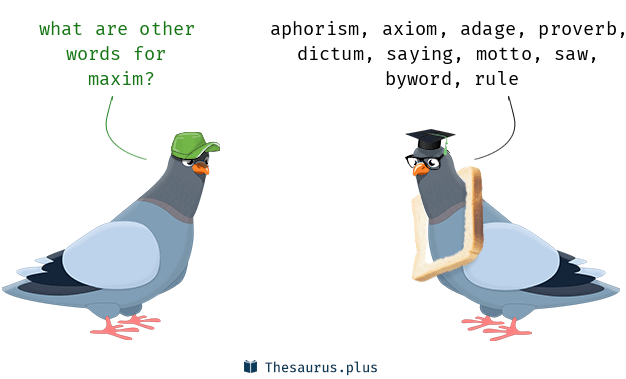 what are other
words for
maxim?
aphorism, axiom, adage, proverb,
dictum, saying, motto, saw,
byword, rule
Thesaurus.plus